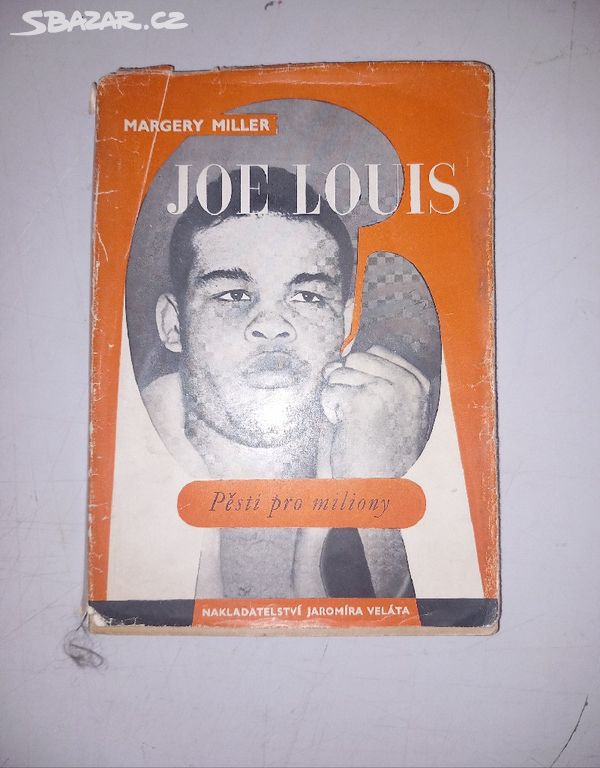 SBAZAR.CZ
MARGERY MILLER
JOE LOUIS
Pěsti pro miliony
NAKLADATELSTVÍ JAROMÍRA VELÁTA